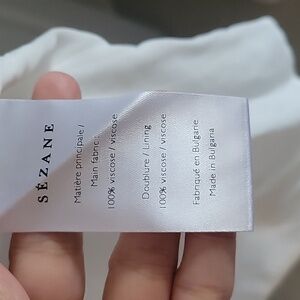 SÉZANE
Matière principale /
Main fabric
100% viscose / viscose
Doublure / Lining
100% viscose / viscose
Fabriqué en Bulgarie
Made in Bulgaria